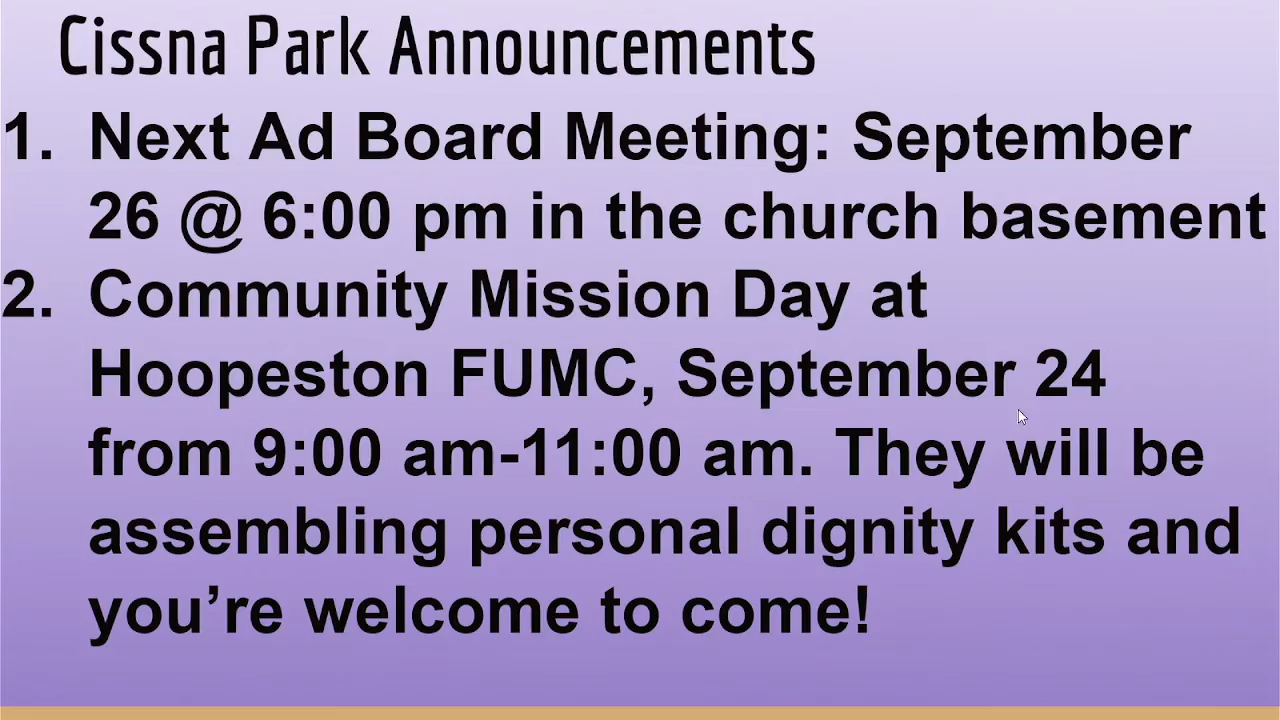 Cissna Park Announcements
1. Next Ad Board Meeting: September
26 @ 6:00 pm in the church basement
2. Community Mission Day at
Hoopeston FUMC, September 24
from 9:00 am-11:00 am. They will be
assembling personal dignity kits and
you’re welcome to come!